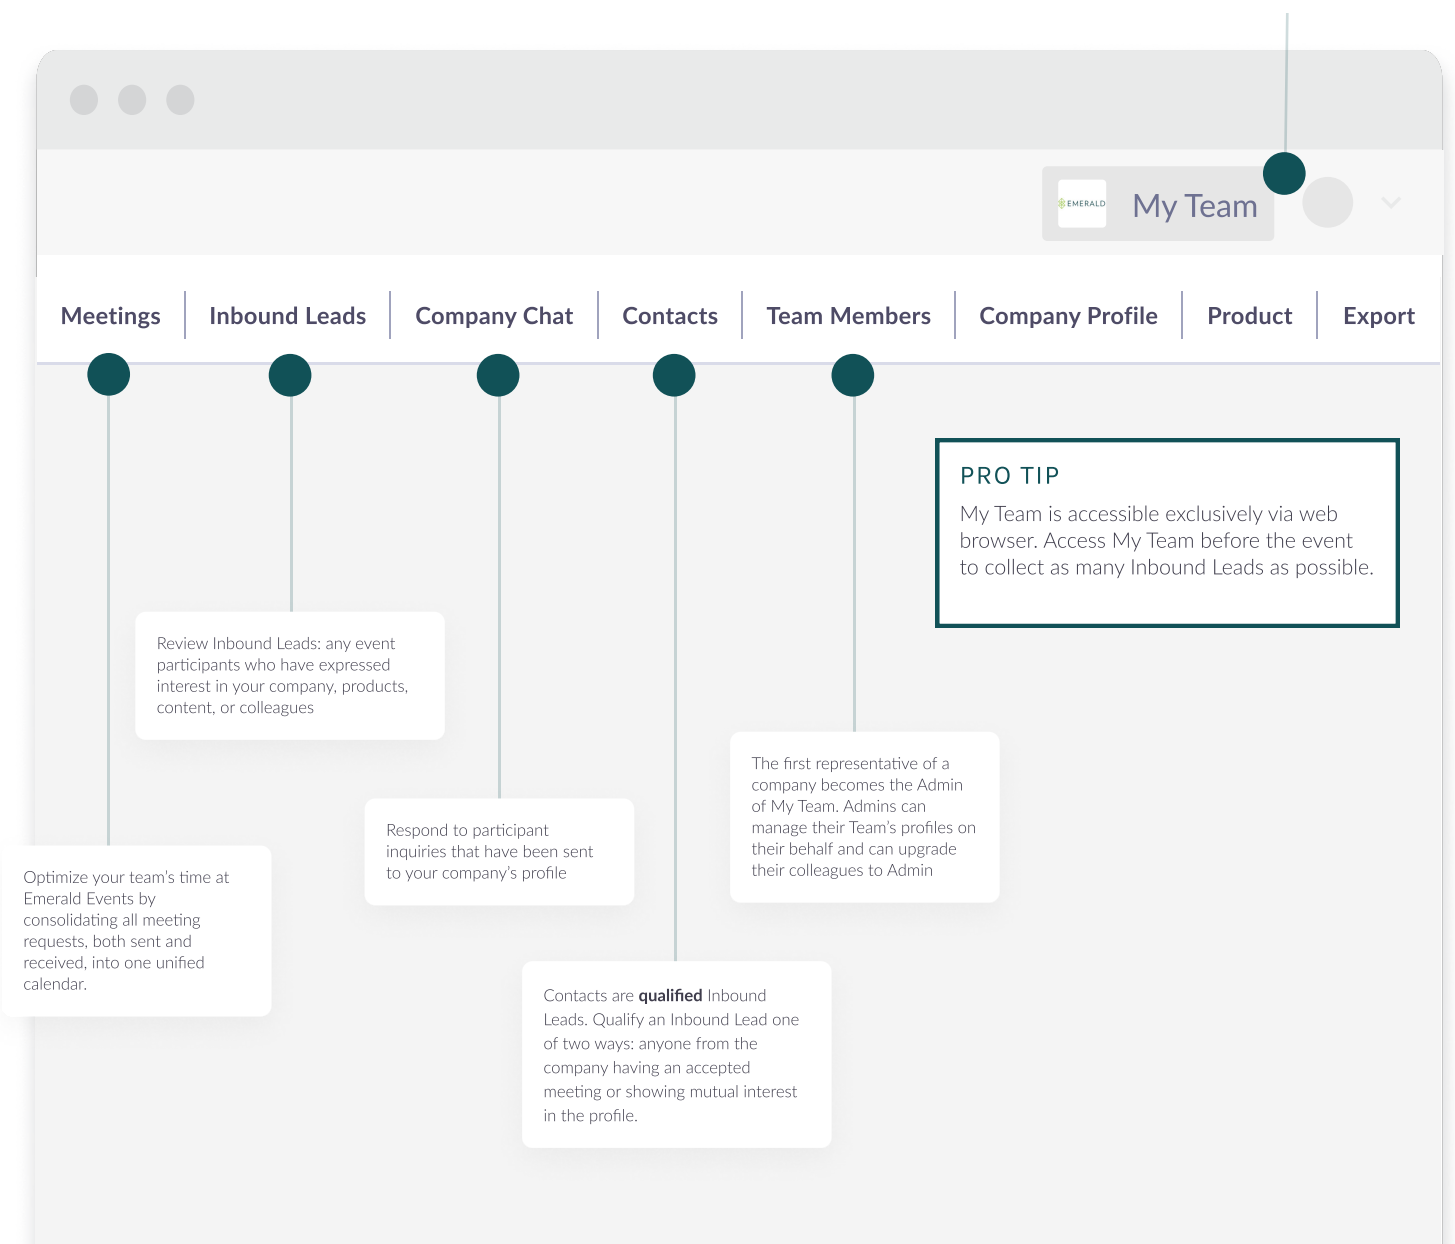 EMERALD
My Team
Meetings
Inbound Leads
Company Chat
Contacts
Team Members
Company Profile
Product
Export
PRO TIP
My Team is accessible exclusively via web
browser. Access My Team before the event
to collect as many Inbound Leads as possible.
Review Inbound Leads: any event
participants who have expressed
interest in your company, products,
content, or colleagues
The first representative of a
company becomes the Admin
of My Team. Admins can
manage their Team's profiles on
their behalf and can upgrade
their colleagues to Admin
Respond to participant
inquiries that have been sent
to your company's profile
Optimize your team's time at
Emerald Events by
consolidating all meeting
requests, both sent and
received, into one unified
calendar.
Contacts are qualified Inbound
Leads. Qualify an Inbound Lead one
of two ways: anyone from the
company having an accepted
meeting or showing mutual interest
in the profile.